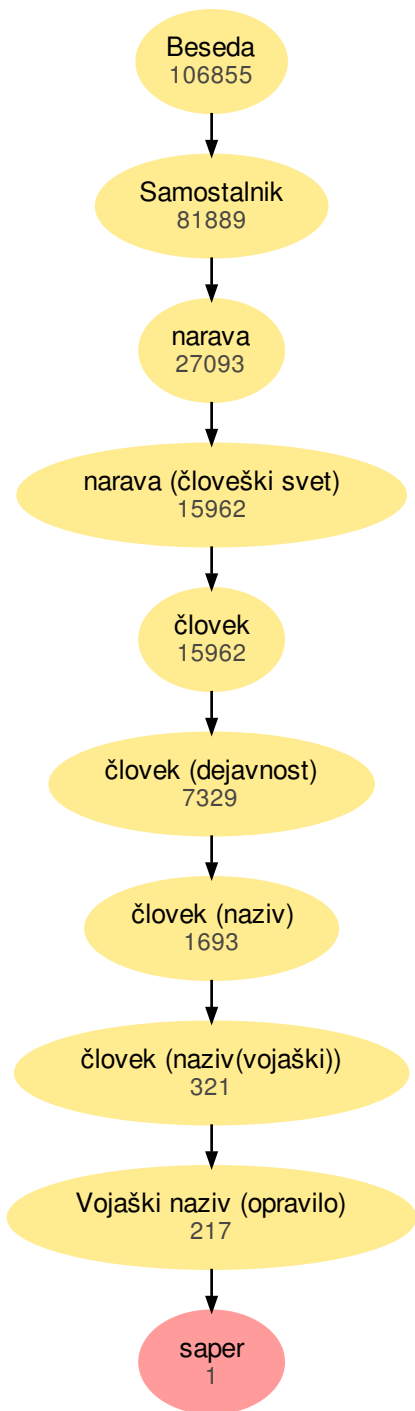 Beseda
106855
Samostalnik
81889
narava
27093
narava (človeški svet)
15962
človek
15962
človek (dejavnost)
7329
človek (naziv)
1693
človek (naziv(vojaški))
321
Vojaški naziv (opravilo)
217
saper
1